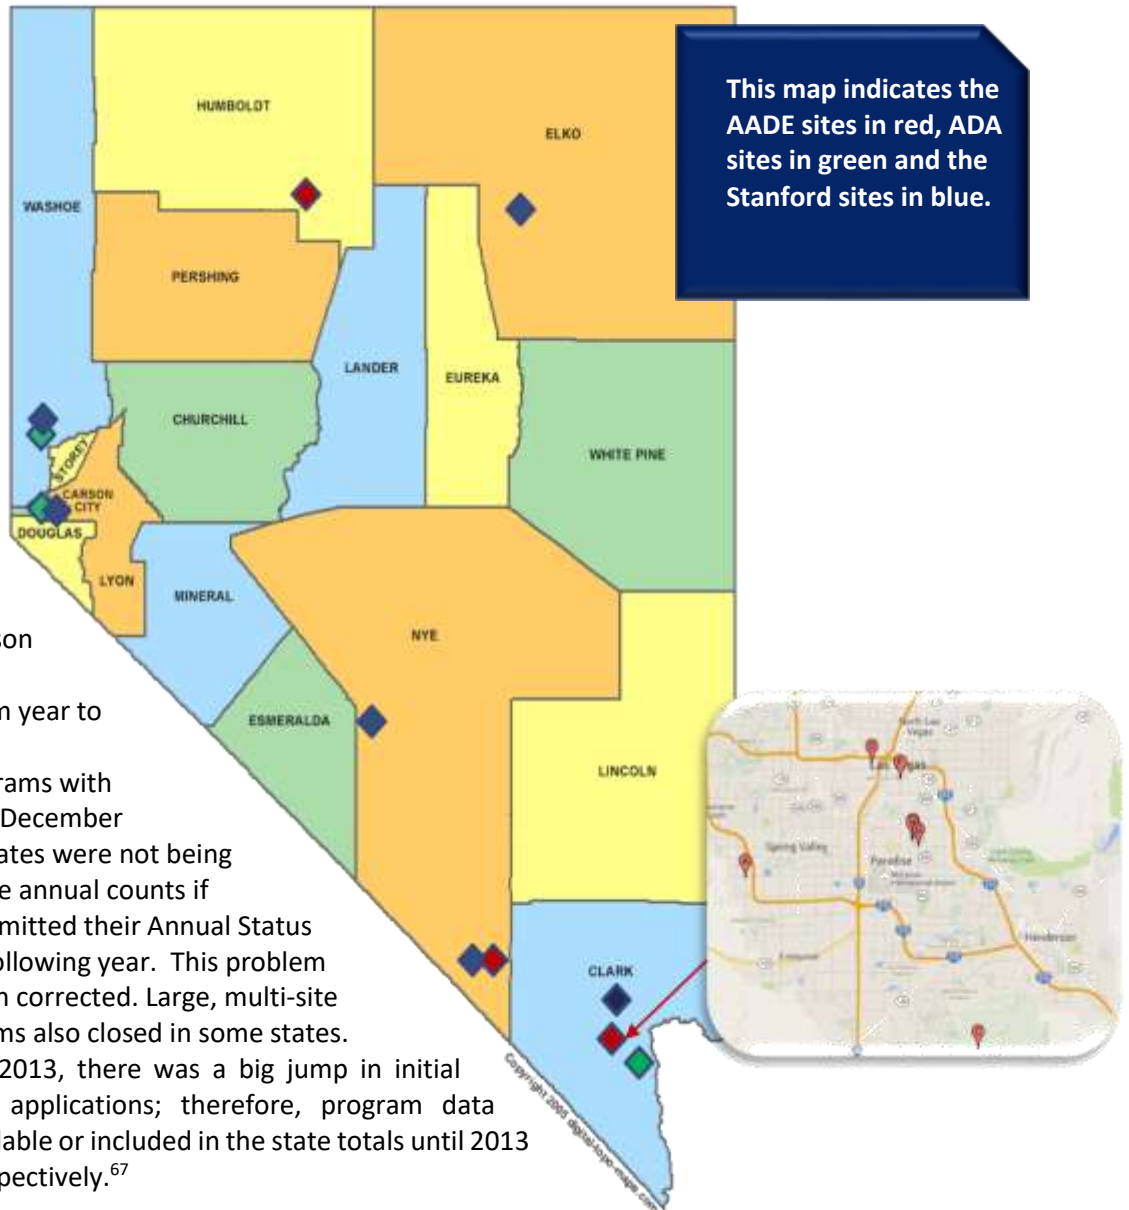 This map indicates the
AADE sites in red, ADA
sites in green and the
Stanford sites in blue.
HUMBOLDT
ELKO
WASHOE
PERSHING
LANDER
EUREKA
CHURCHILL
STOREY
WHITE PINE
CARSON
CITY
DOUGLAS
LYON
MINERAL
NYE
ESMERALDA
LINCOLN
CLARK
North Las
Vegas
Las Vegas
Spring Valley
Paradise
Henderson
Copyright 2005 digital-topo-maps.com
son
m year to
rams with
December
ates were not being
e annual counts if
mitted their Annual Status
ollowing year. This problem
n corrected. Large, multi-site
ms also closed in some states.
2013, there was a big jump in initial
applications; therefore, program data
lable or included in the state totals until 2013
pectively.67